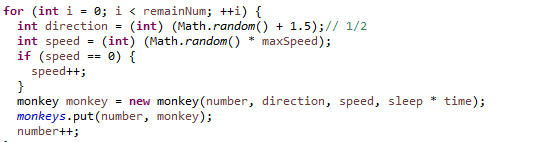 for (int i = 0; i < remainNum; ++i) {
int direction = (int) (Math.random() + 1.5);// 1/2
int speed = (int) (Math.random() * maxSpeed);
if (speed == 0) {
speed++;
}
monkey monkey = new monkey(number, direction, speed, sleep * time);
monkeys.put(number, monkey);
number++;